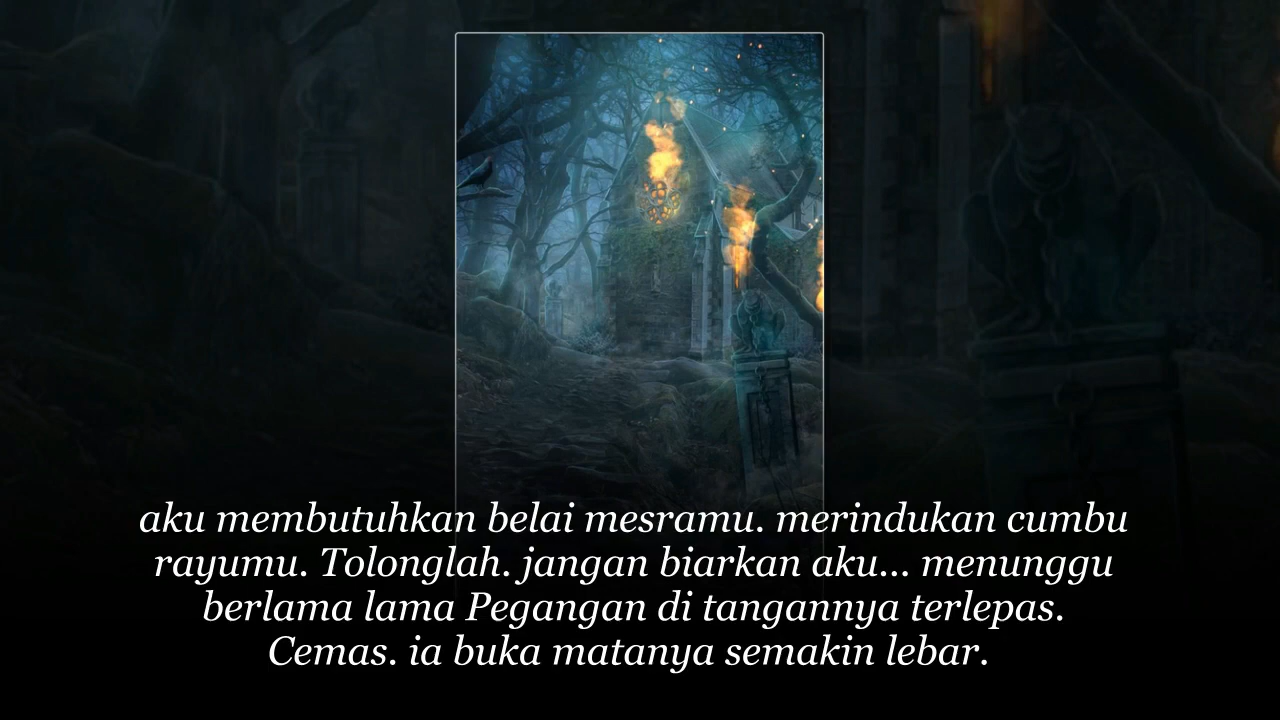 aku membutuhkan belai mesramu. merindukan cumbu
rayumu. Tolonglah. jangan biarkan aku... menunggu
berlama lama Pegangan di tangannya terlepas.
Cemas. ia buka matanya semakin lebar.